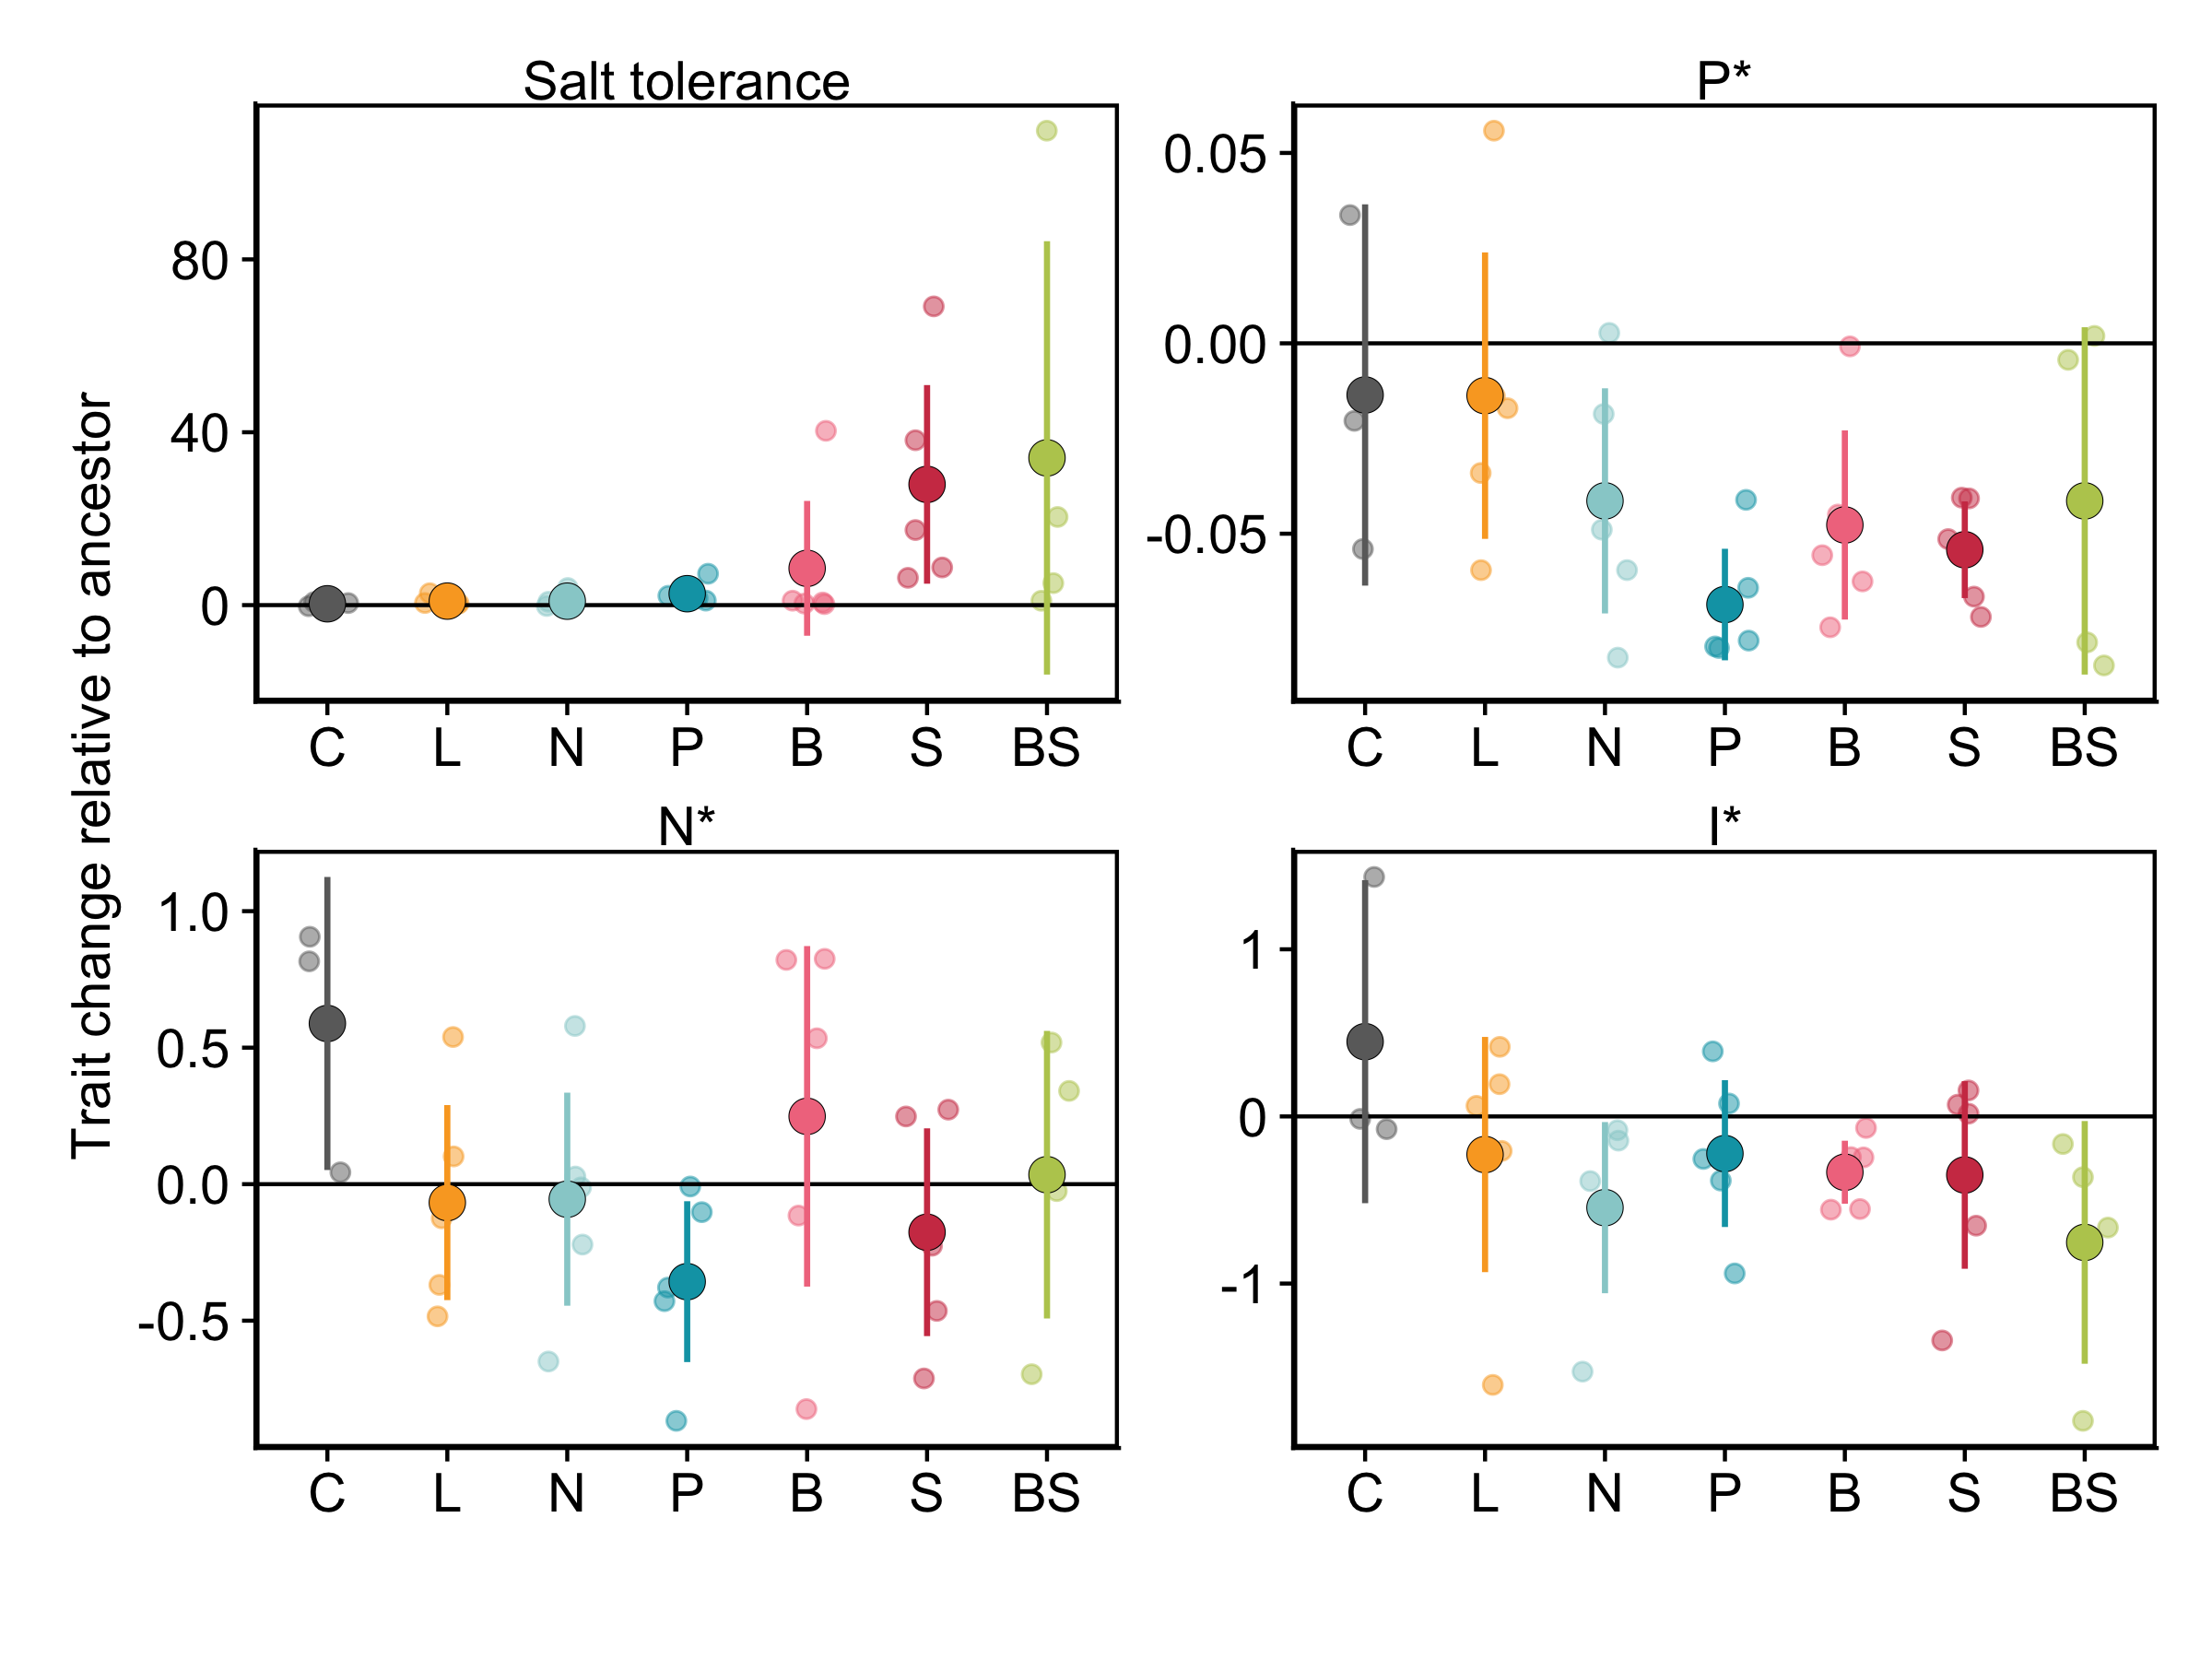 Salt tolerance
80
40
0
C L N P B S BS
P*
0.05
0.00
-0.05
C L N P B S BS
Trait change relative to ancestor
N*
1.0
0.5
0.0
-0.5
C L N P B S BS
I*
1
0
-1
C L N P B S BS